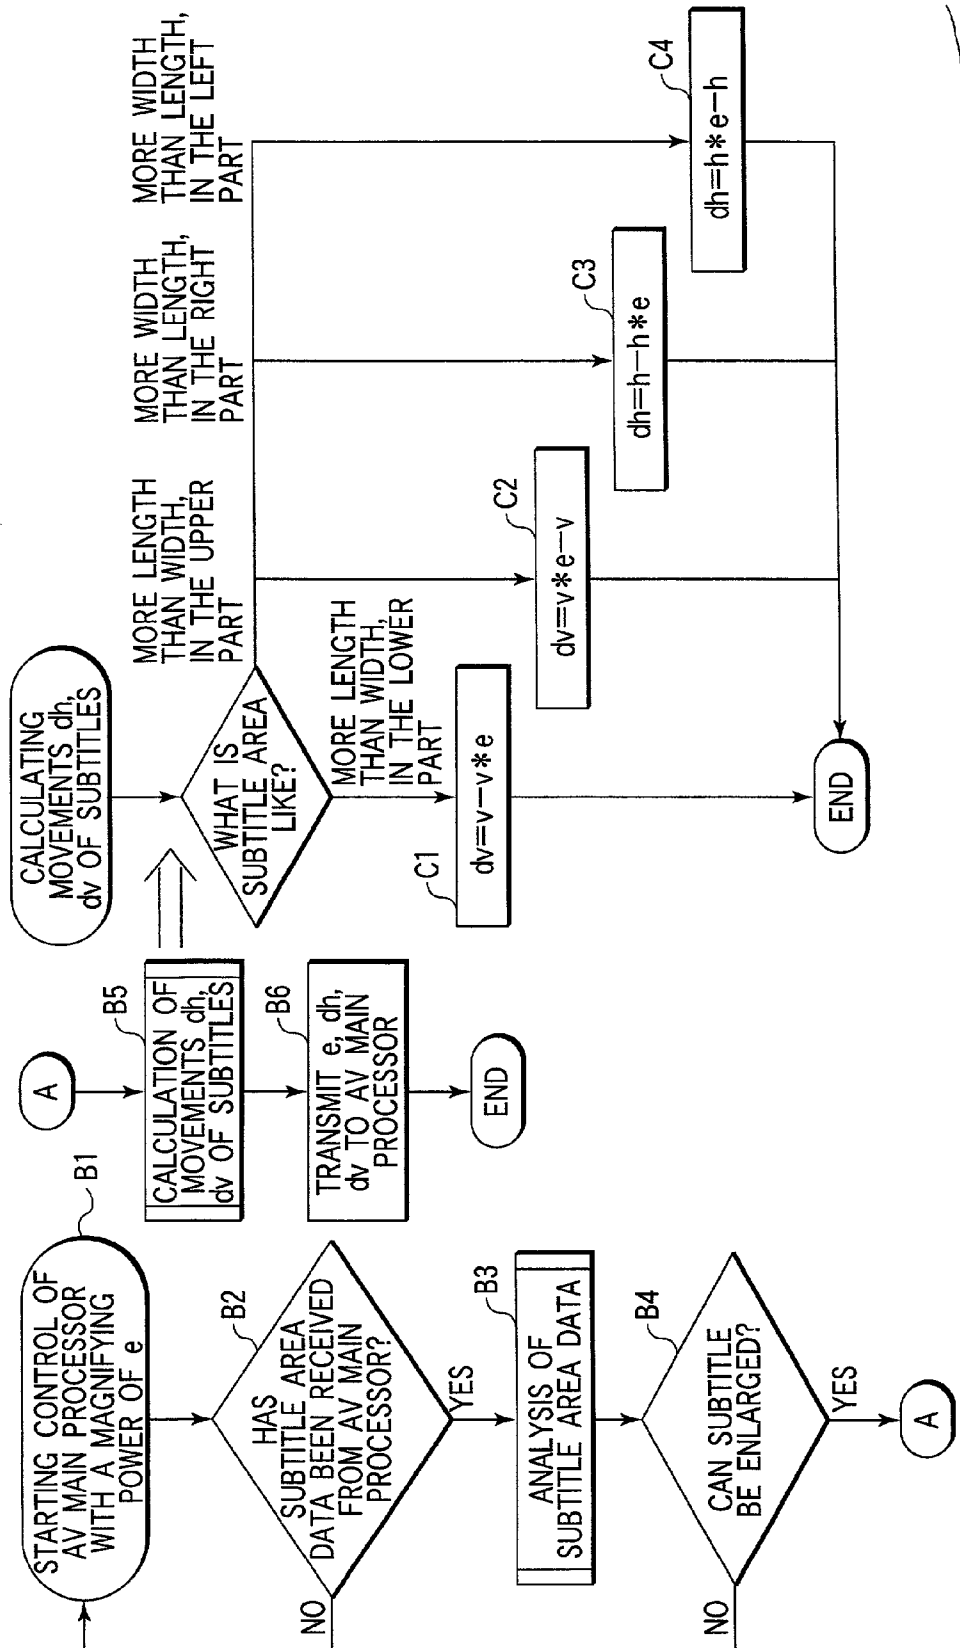 STARTING CONTROL OF
AV MAIN PROCESSOR
WITH A MAGNIFYING
POWER OF e
B1
HAS
SUBTITLE AREA
DATA BEEN RECEIVED
FROM AV MAIN
PROCESSOR?
B2
NO
YES
ANALYSIS OF
SUBTITLE AREA DATA
B3
CAN SUBTITLE
BE ENLARGED?
B4
NO
YES
A
A
CALCULATION OF
MOVEMENTS dh,
dv OF SUBTITLES
B5
TRANSMIT e, dh,
dv TO AV MAIN
PROCESSOR
B6
END
CALCULATING
MOVEMENTS dh,
dv OF SUBTITLES
WHAT IS
SUBTITLE AREA
LIKE?
MORE LENGTH
THAN WIDTH,
IN THE LOWER
PART
C1
dv=v-v*e
MORE LENGTH
THAN WIDTH,
IN THE UPPER
PART
C2
dv=v*e-v
MORE WIDTH
THAN LENGTH,
IN THE RIGHT
PART
C3
dh=h-h*e
MORE WIDTH
THAN LENGTH,
IN THE LEFT
PART
C4
dh=h*e-h
END